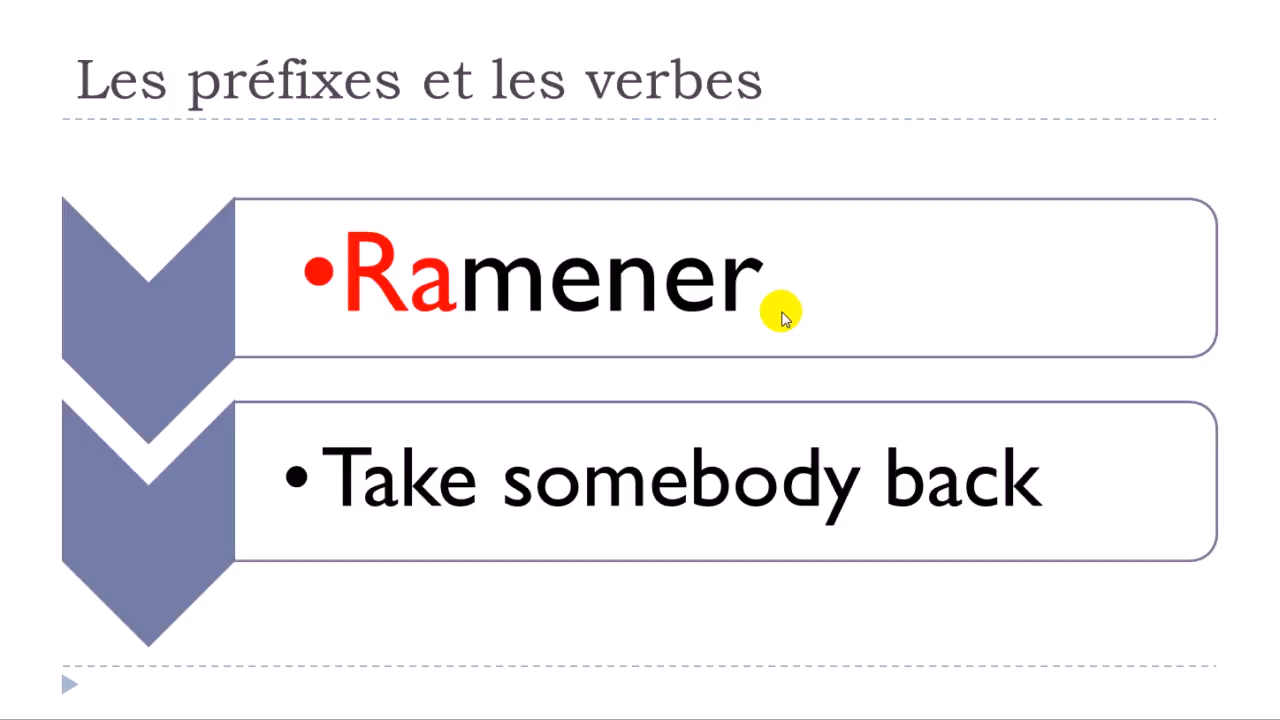 Les préfixes et les verbes
•Ramener
• Take somebody back